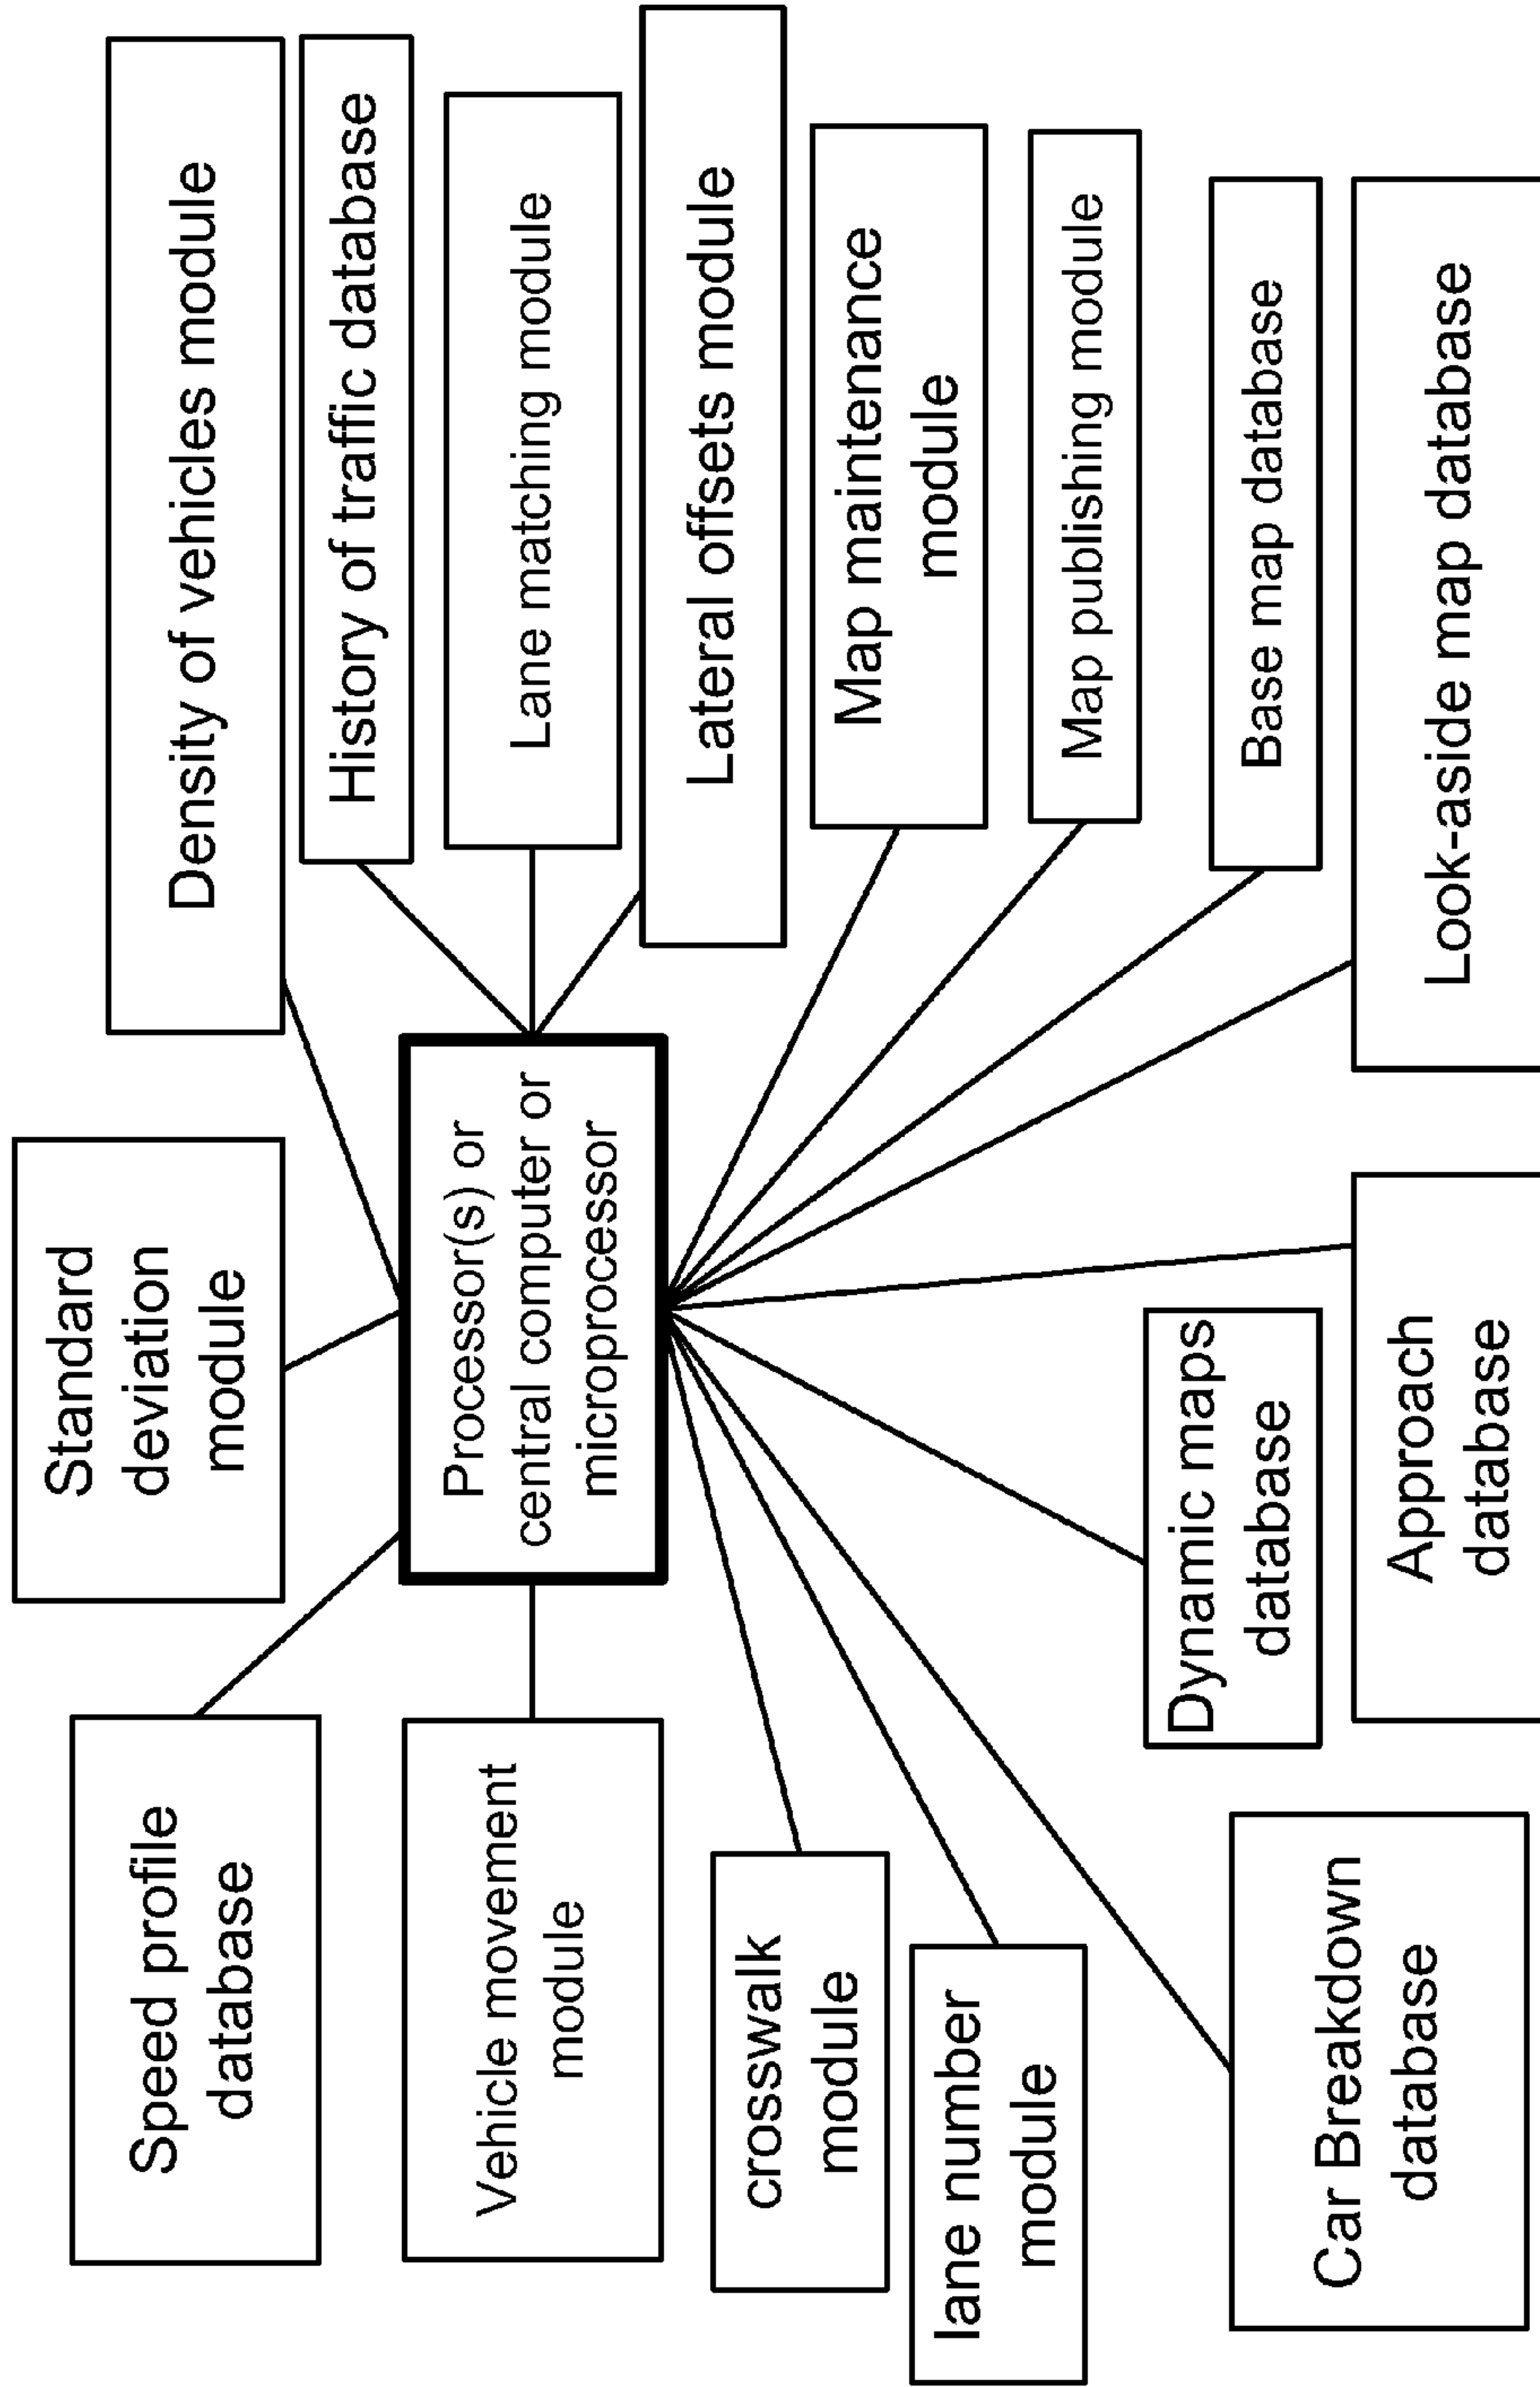 Speed profile
database
Standard
deviation
module
Density of vehicles module
History of traffic database
Vehicle movement
module
Processor(s) or
central computer or
microprocessor
Lane matching module
Lateral offsets module
crosswalk
module
Map maintenance
module
lane number
module
Map publishing module
Dynamic maps
database
Base map database
Car Breakdown
database
Approach
database
Look-aside map database